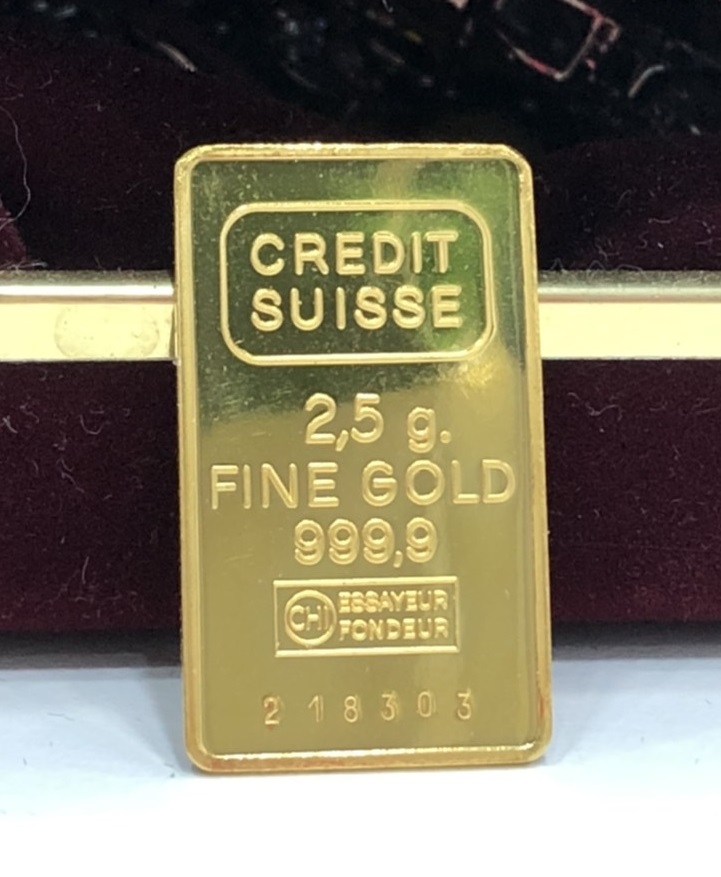 CREDIT
SUISSE
2,5 g.
FINE GOLD
999,9
CHI ESSAYEUR
FONDEUR
218303